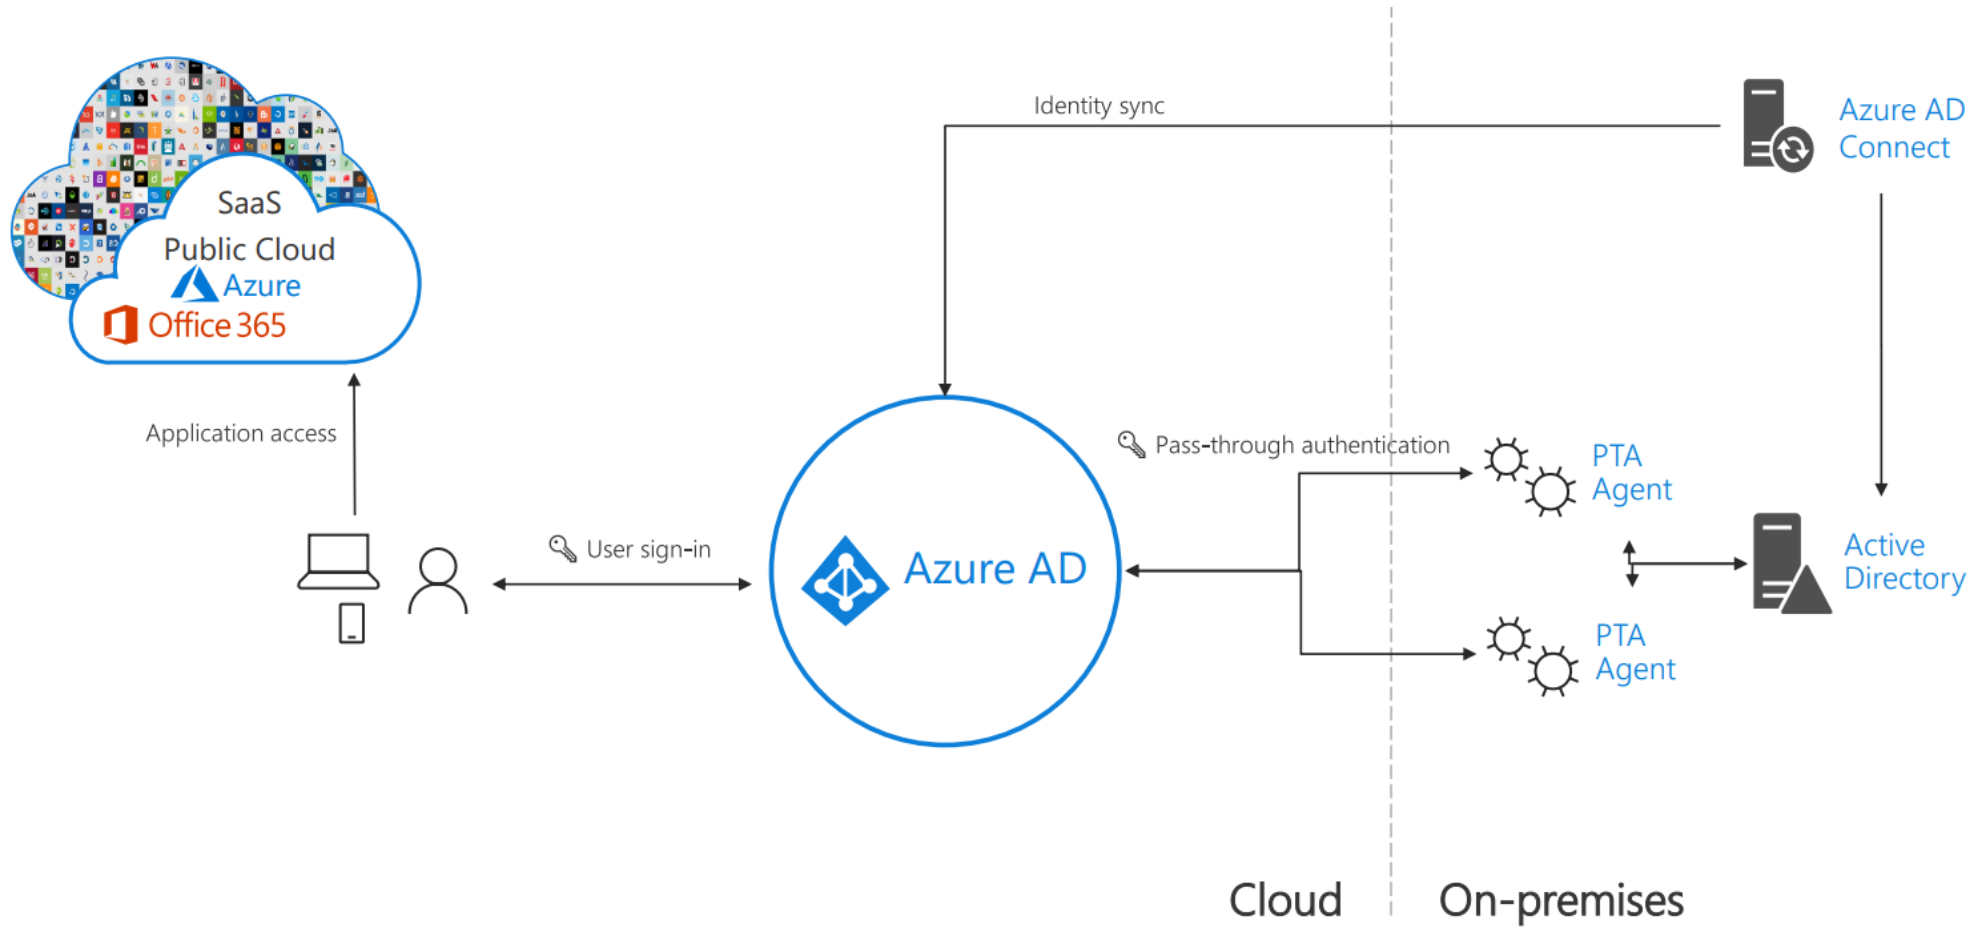 Identity sync
Azure AD
Connect
SaaS
Public Cloud
Azure
Office 365
Application access
Pass-through authentication
PTA
Agent
User sign-in
Azure AD
Active
Directory
PTA
Agent
Cloud
On-premises